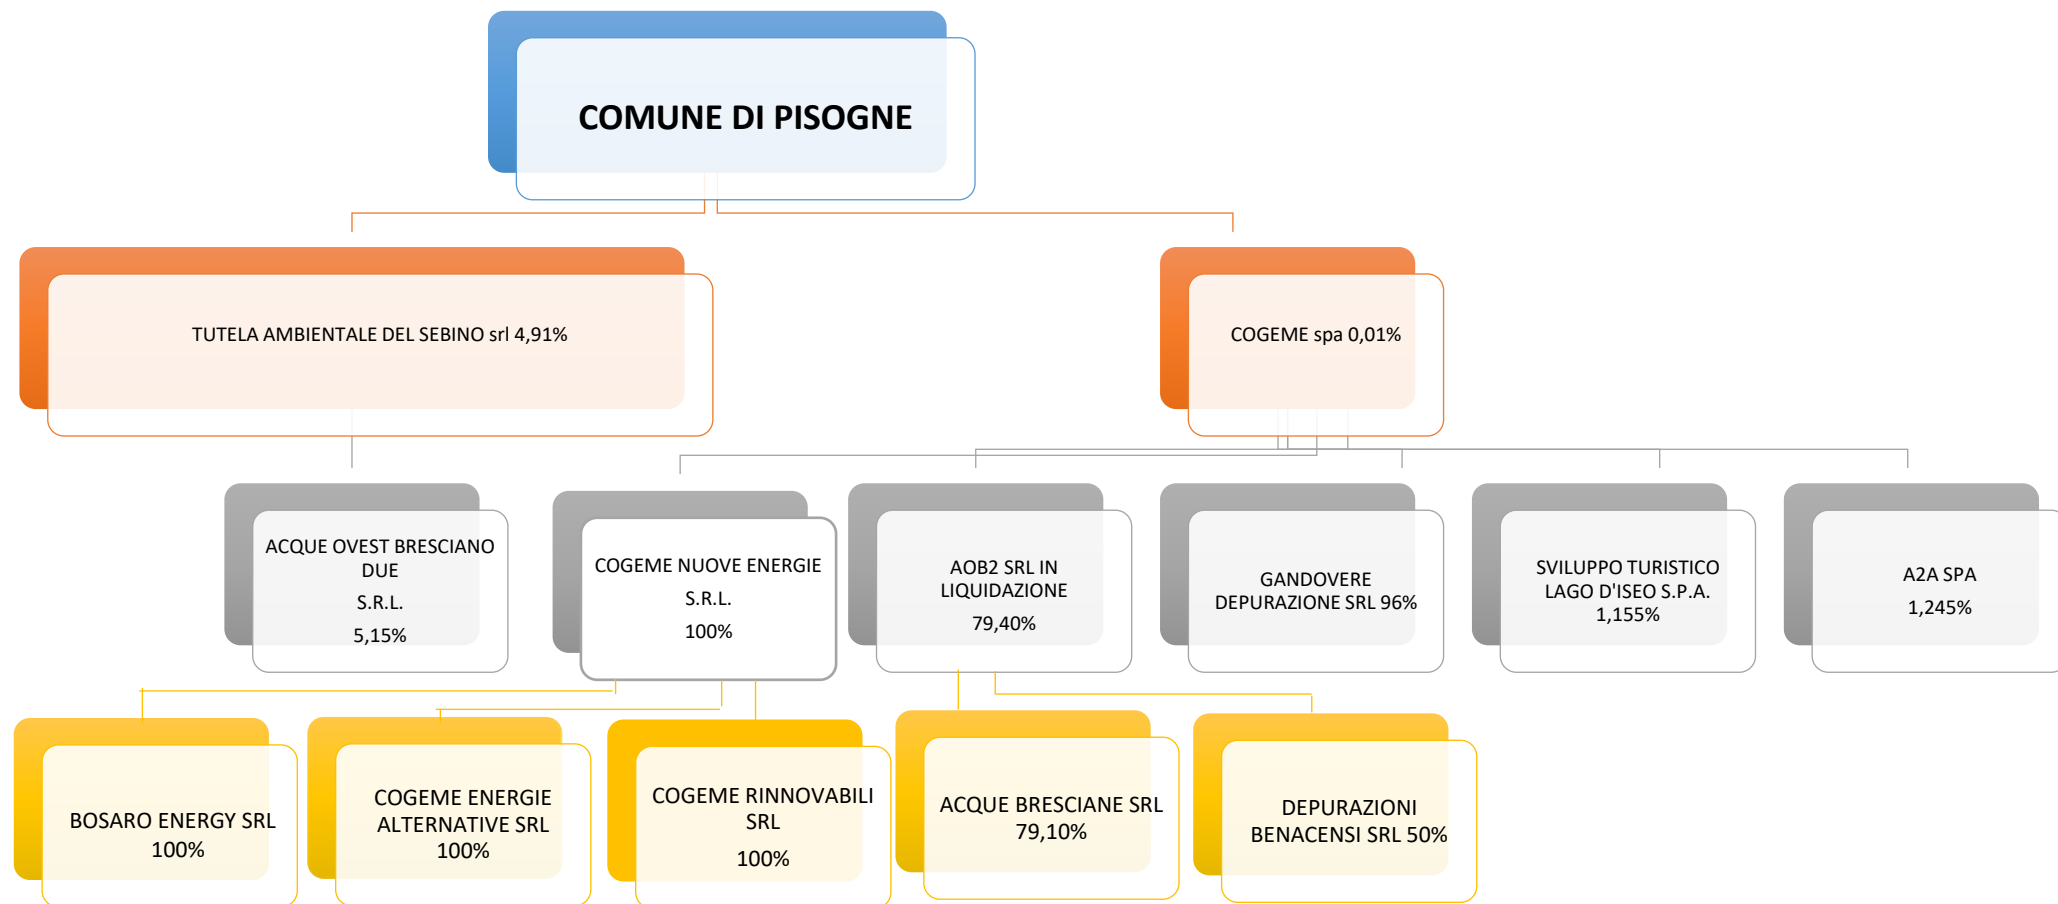 COMUNE DI PISOGNE
TUTELA AMBIENTALE DEL SEBINO srl 4,91%
COGEME spa 0,01%
ACQUE OVEST BRESCIANO
DUE
S.R.L.
5,15%
COGEME NUOVE ENERGIE
S.R.L.
100%
AOB2 SRL IN
LIQUIDAZIONE
79,40%
GANDOVERE
DEPURAZIONE SRL 96%
SVILUPPO TURISTICO
LAGO D'ISEO S.P.A.
1,155%
A2A SPA
1,245%
BOSARO ENERGY SRL
100%
COGEME ENERGIE
ALTERNATIVE SRL
100%
COGEME RINNOVABILI
SRL
100%
ACQUE BRESCIANE SRL
79,10%
DEPURAZIONI
BENACENSI SRL 50%